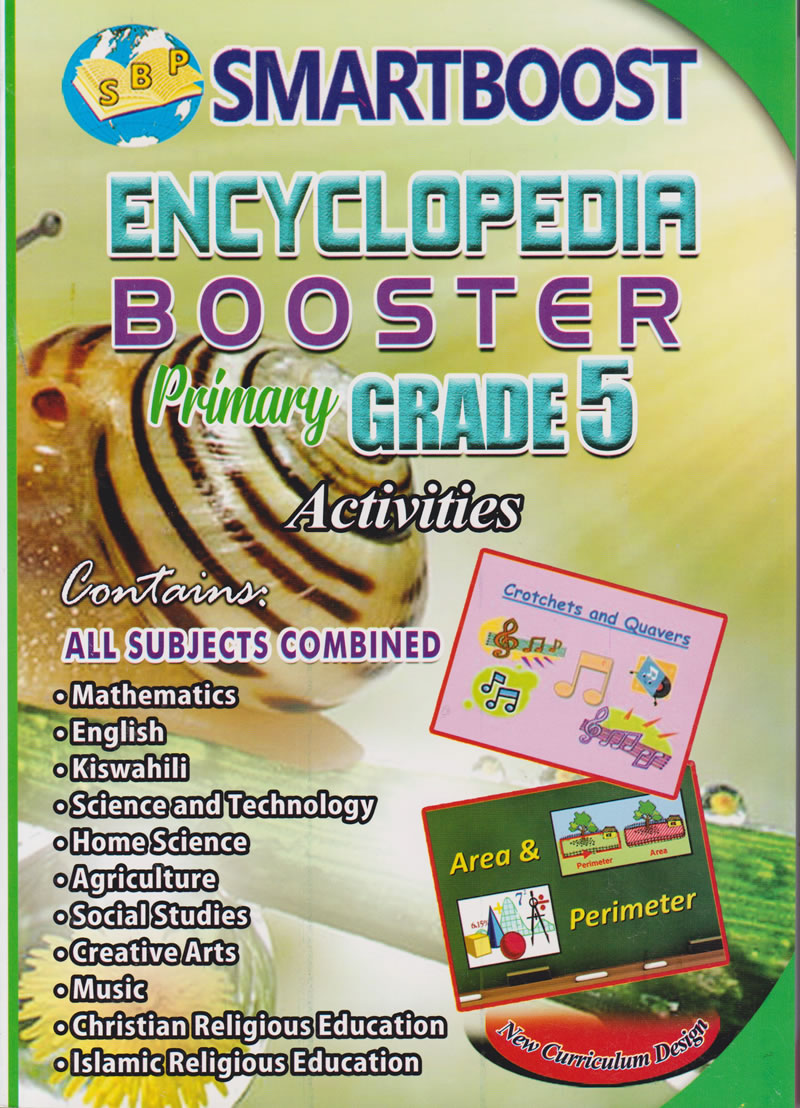 SBP
SMARTBOOST
ENCYCLOPEDIA
BOOSTER
Primary GRADE 5
Activities
Contains:
ALL SUBJECTS COMBINED
• Mathematics
• English
• Kiswahili
• Science and Technology
• Home Science
• Agriculture
• Social Studies
• Creative Arts
• Music
• Christian Religious Education
• Islamic Religious Education
Crotchets and Quavers
Area &
Perimeter
Perimeter
Area
New Curriculum Design